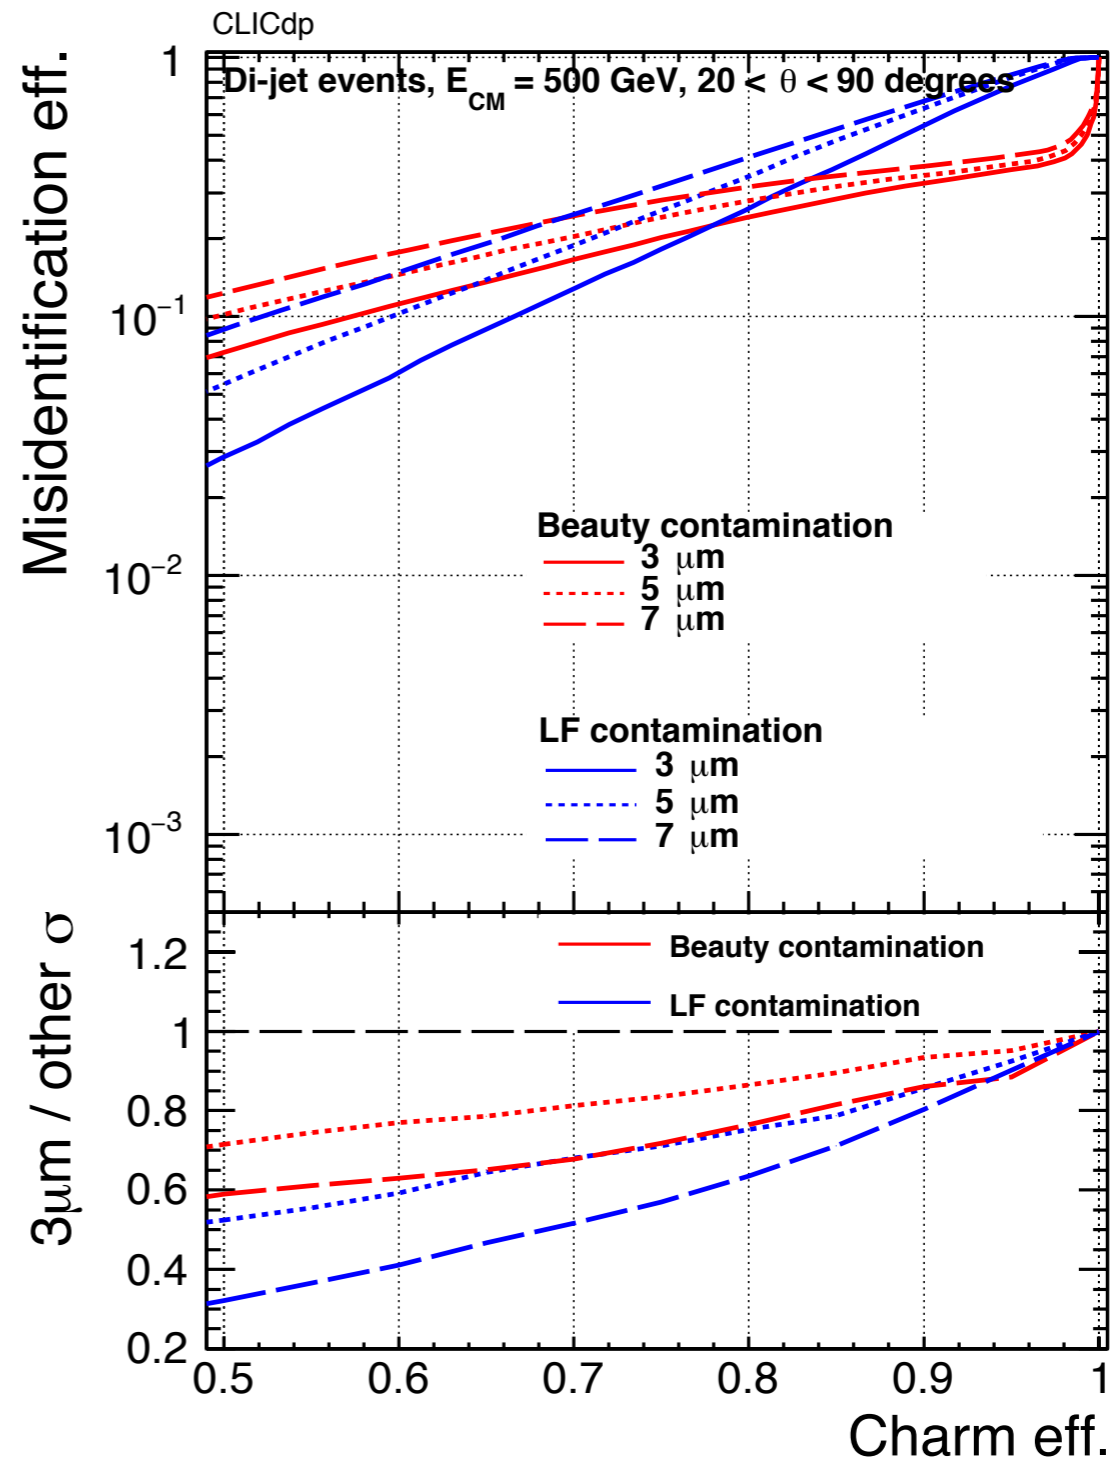 CLICdp
Misidentification eff.
1
Di-jet events, E_CM = 500 GeV, 20 < θ < 90 degrees
10⁻¹
Beauty contamination
3 μm
5 μm
7 μm
10⁻²
LF contamination
3 μm
5 μm
7 μm
10⁻³
3μm / other σ
1.2
1
0.8
0.6
0.4
0.2
Beauty contamination
LF contamination
0.5 0.6 0.7 0.8 0.9 1
Charm eff.